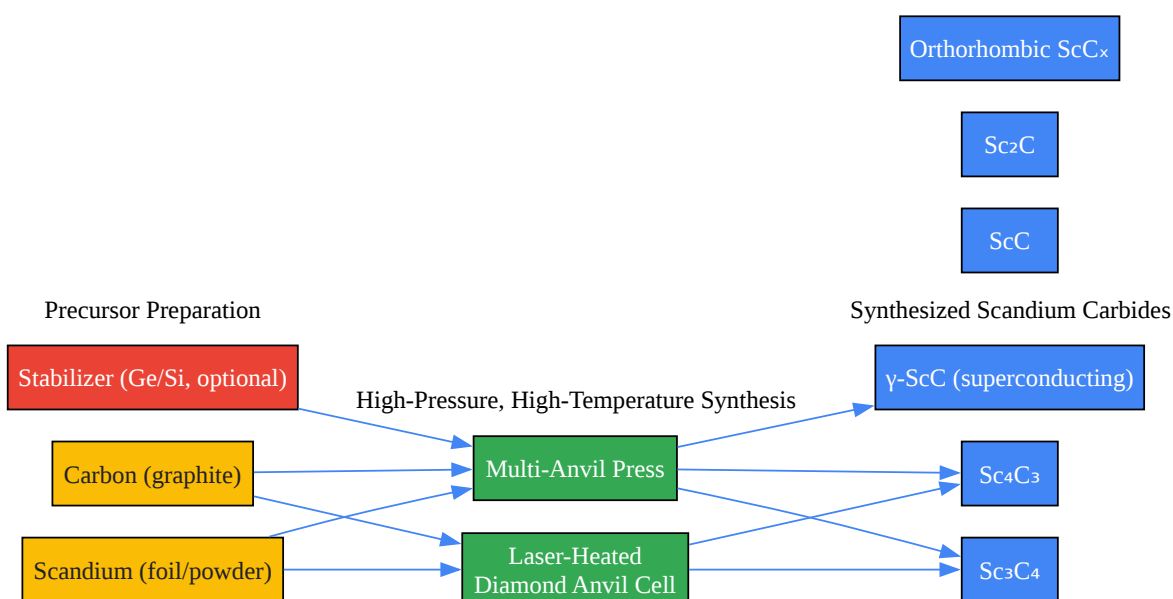 Orthorhombic ScCₓ
Sc₂C
ScC
Precursor Preparation
Synthesized Scandium Carbides
Stabilizer (Ge/Si, optional)
γ-ScC (superconducting)
High-Pressure, High-Temperature Synthesis
Carbon (graphite)
Multi-Anvil Press
Sc₄C₃
Scandium (foil/powder)
Laser-Heated
Diamond Anvil Cell
Sc₃C₄